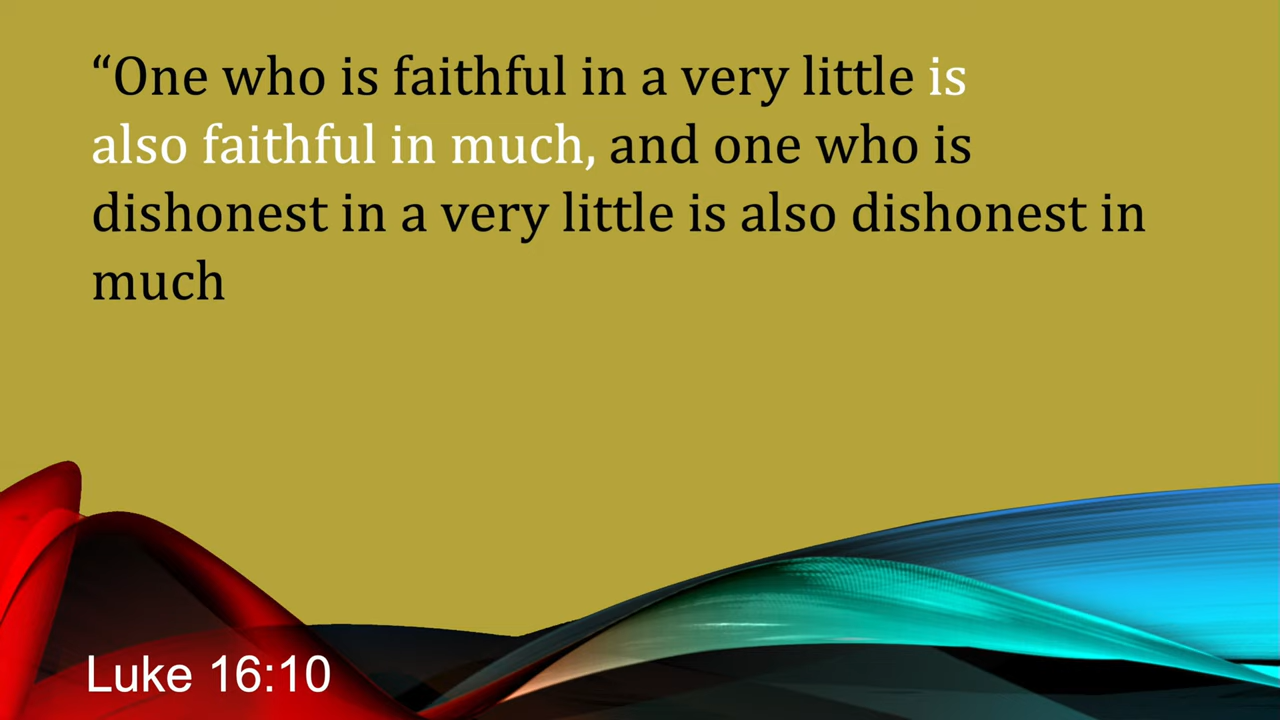 “One who is faithful in a very little is
also faithful in much, and one who is
dishonest in a very little is also dishonest in
much
Luke 16:10